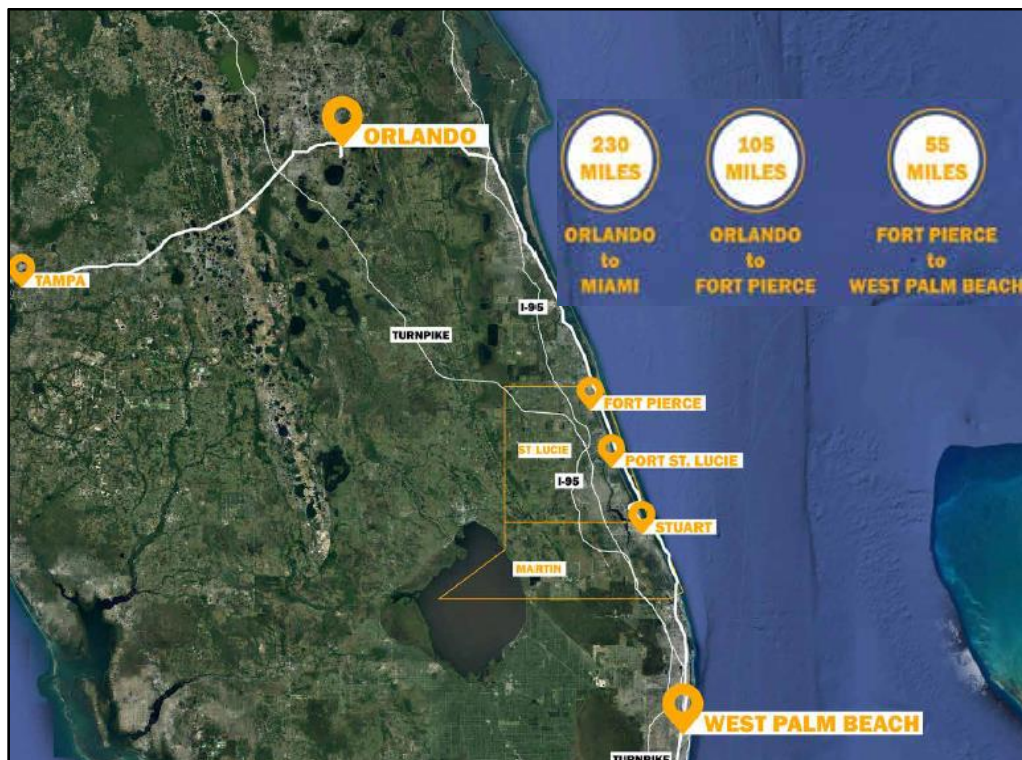 ORLANDO
230
MILES
ORLANDO
to
MIAMI
105
MILES
ORLANDO
to
FORT PIERCE
55
MILES
FORT PIERCE
to
WEST PALM BEACH
TAMPA
I-95
TURNPIKE
FORT PIERCE
ST LUCIE
PORT ST. LUCIE
I-95
STUART
MARTIN
WEST PALM BEACH
TURNPIKE